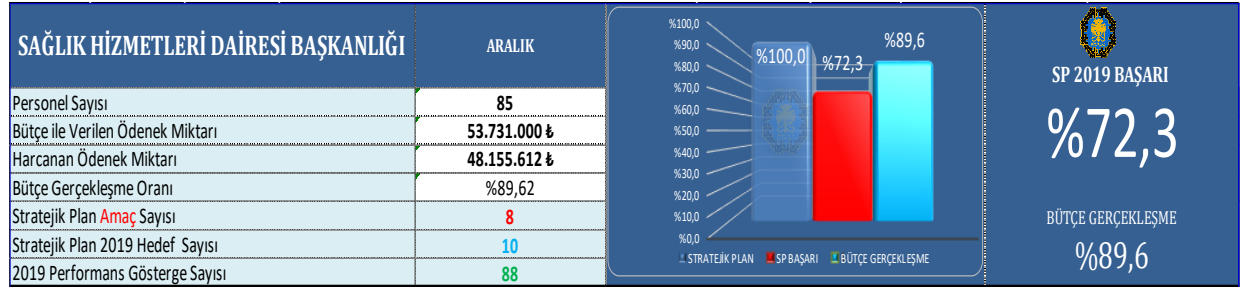 SAĞLIK HİZMETLERİ DAİRESİ BAŞKANLIĞI ARALIK
Personel Sayısı 85
Bütçe ile Verilen Ödenek Miktarı 53.731.000 ₺
Harcanan Ödenek Miktarı 48.155.612 ₺
Bütçe Gerçekleşme Oranı %89,62
Stratejik Plan Amaç Sayısı 8
Stratejik Plan 2019 Hedef Sayısı 10
2019 Performans Gösterge Sayısı 88
%100,0
%90,0
%80,0
%70,0
%60,0
%50,0
%40,0
%30,0
%20,0
%10,0
%0,0
%100,0
%72,3
%89,6
STRATEJİK PLAN SP BAŞARI BÜTÇE GERÇEKLEŞME
SP 2019 BAŞARI
%72,3
BÜTÇE GERÇEKLEŞME
%89,6